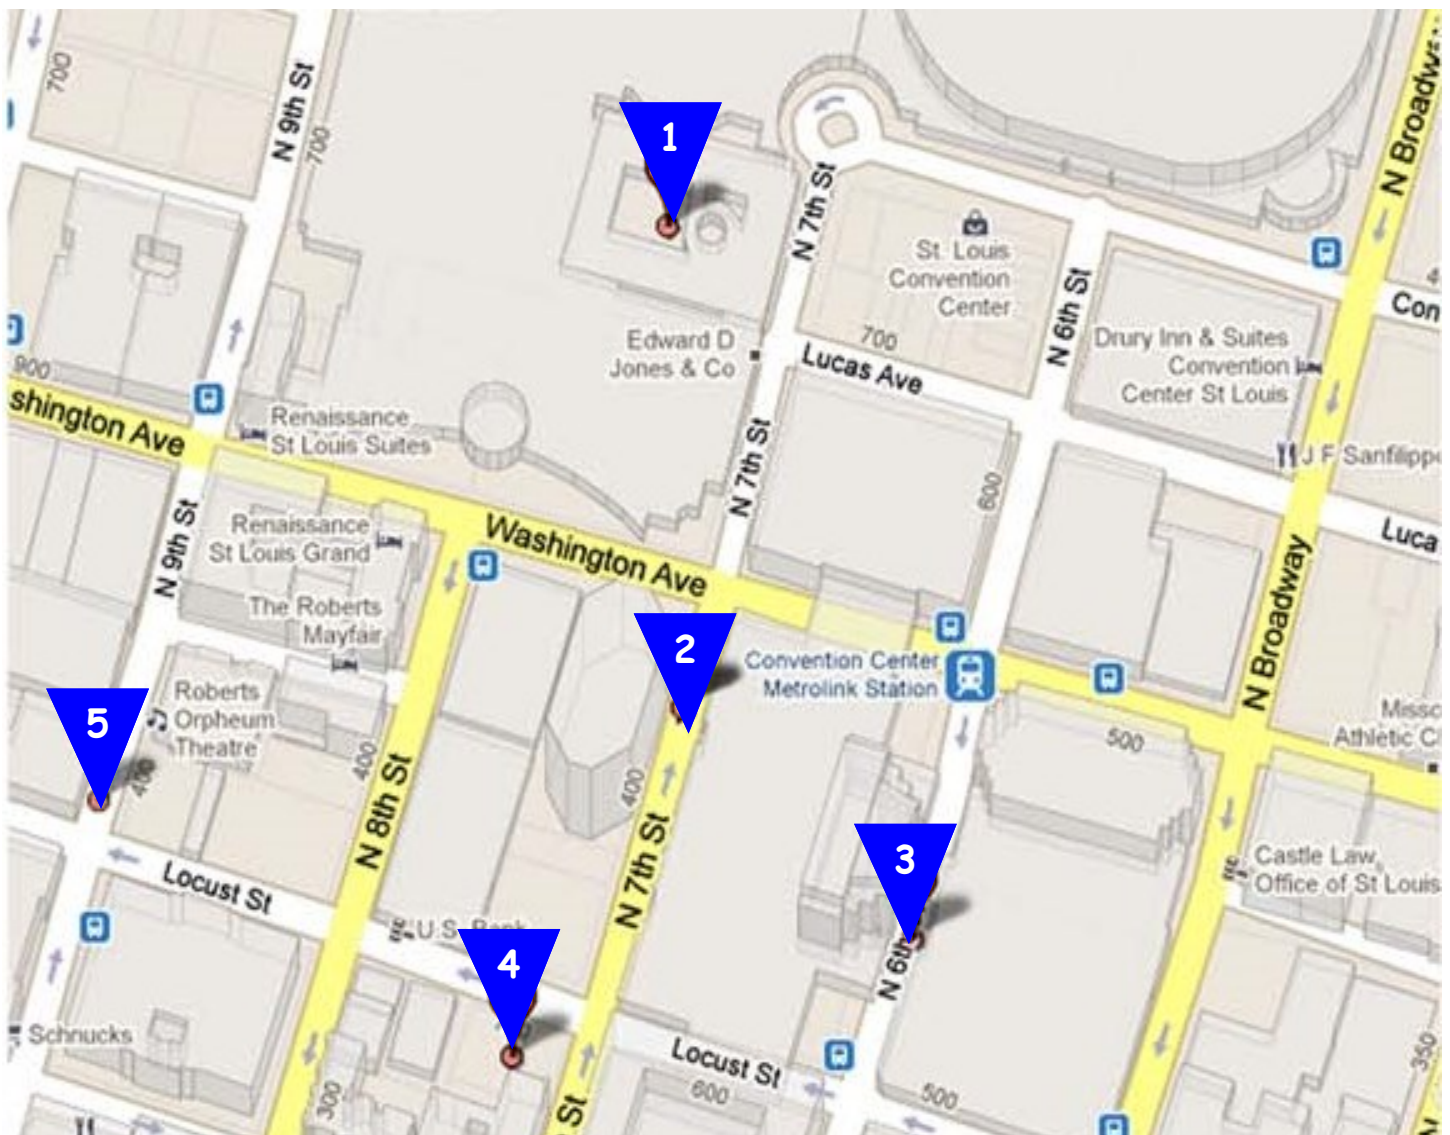 700
N 9th St
700
1
N 7th St
N Broadway
St. Louis
Convention
Center
Con
N 6th St
Edward D
Jones & Co
700
Lucas Ave
Drury Inn & Suites
Convention
Center St Louis
900
shington Ave
Renaissance
St Louis Suites
N 7th St
600
J F Sanfilippo
Luca
N 9th St
Renaissance
St Louis Grand
Washington Ave
The Roberts
Mayfair
N Broadway
2
Convention Center
Metrolink Station
5
Roberts
Orpheum
Theatre
400
400
N 8th St
400
500
Athletic Cl
N 7th St
3
Castle Law,
Office of St Louis
Locust St
U.S. Bank
4
N 6th
Schnucks
Locust St
600
500
350
300
St
N